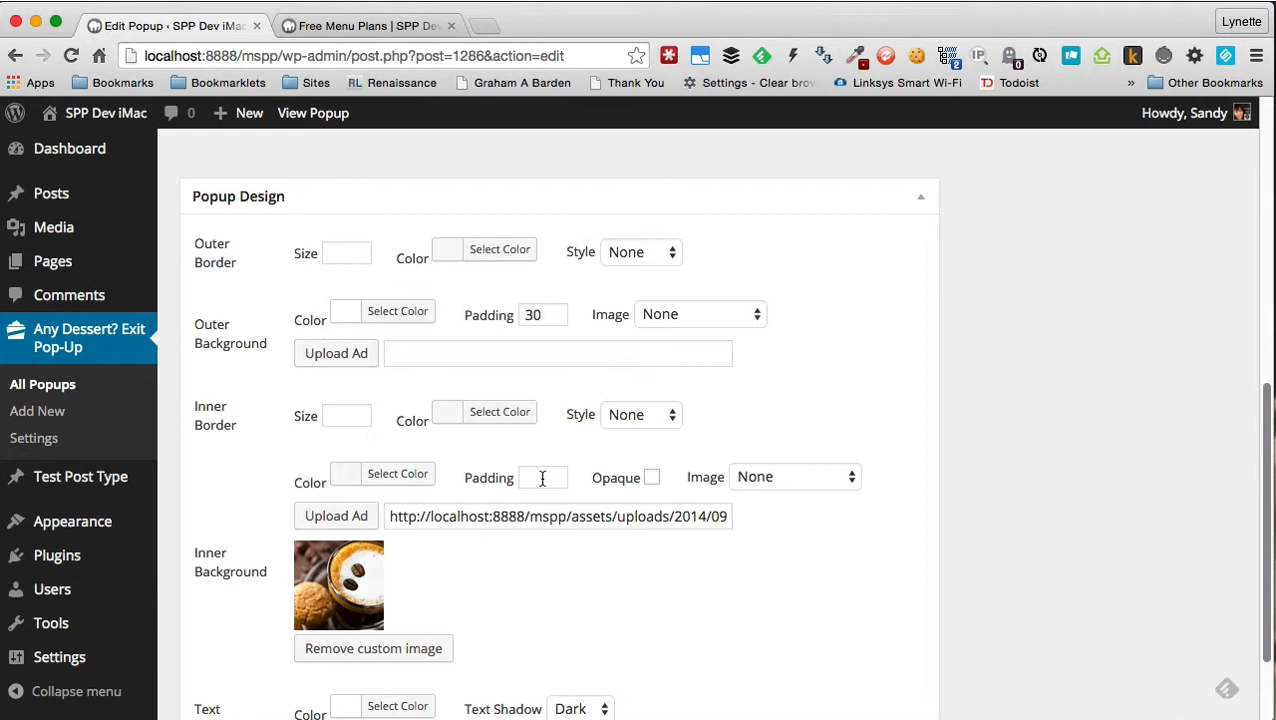 Edit Popup ‹ SPP Dev iMac
Free Menu Plans | SPP De
Lynette
localhost:8888/mspp/wp-admin/post.php?post=1286&action=edit
Apps Bookmarks Bookmarklets Sites RL Renaissance Graham A Barden Thank You Settings - Clear brow Linksys Smart Wi-Fi TD Todoist » Other Bookmarks
SPP Dev iMac 0 + New View Popup Howdy, Sandy
Dashboard
Posts
Media
Pages
Comments
Any Dessert? Exit
Pop-Up
All Popups
Add New
Settings
Test Post Type
Appearance
Plugins
Users
Tools
Settings
Collapse menu
Popup Design
Outer
Border
Size Color Select Color Style None
Outer
Background
Color Select Color Padding 30 Image None
Upload Ad
Inner
Border
Size Color Select Color Style None
Color Select Color Padding Opaque Image None
Upload Ad http://localhost:8888/mspp/assets/uploads/2014/09
Inner
Background
Remove custom image
Text Color Select Color Text Shadow Dark